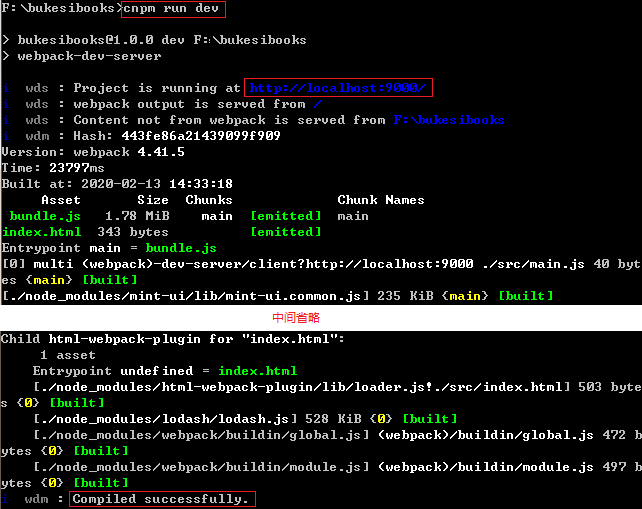 F:\bukesibooks>cnpm run dev
> bukesibooks@1.0.0 dev F:\bukesibooks
> webpack-dev-server
i wds : Project is running at http://localhost:9000/
i wds : webpack output is served from /
i wds : Content not from webpack is served from F:\bukesibooks
i wdm : Hash: 443fe86a21439099f909
Version: webpack 4.41.5
Time: 23797ms
Built at: 2020-02-13 14:33:18
Asset Size Chunks Chunk Names
bundle.js 1.78 MiB main [emitted] main
index.html 343 bytes [emitted]
Entrypoint main = bundle.js
[0] multi (webpack)-dev-server/client?http://localhost:9000 ./src/main.js 40 byt
es {main} [built]
[./node_modules/mint-ui/lib/mint-ui.common.js] 235 KiB {main} [built]
中间省略
Child html-webpack-plugin for "index.html":
1 asset
Entrypoint undefined = index.html
[./node_modules/html-webpack-plugin/lib/loader.js!./src/index.html] 503 byte
s {0} [built]
[./node_modules/lodash/lodash.js] 528 KiB {0} [built]
[./node_modules/webpack/buildin/global.js] (webpack)/buildin/global.js 472 b
ytes {0} [built]
[./node_modules/webpack/buildin/module.js] (webpack)/buildin/module.js 497 b
ytes {0} [built]
i wdm : Compiled successfully.